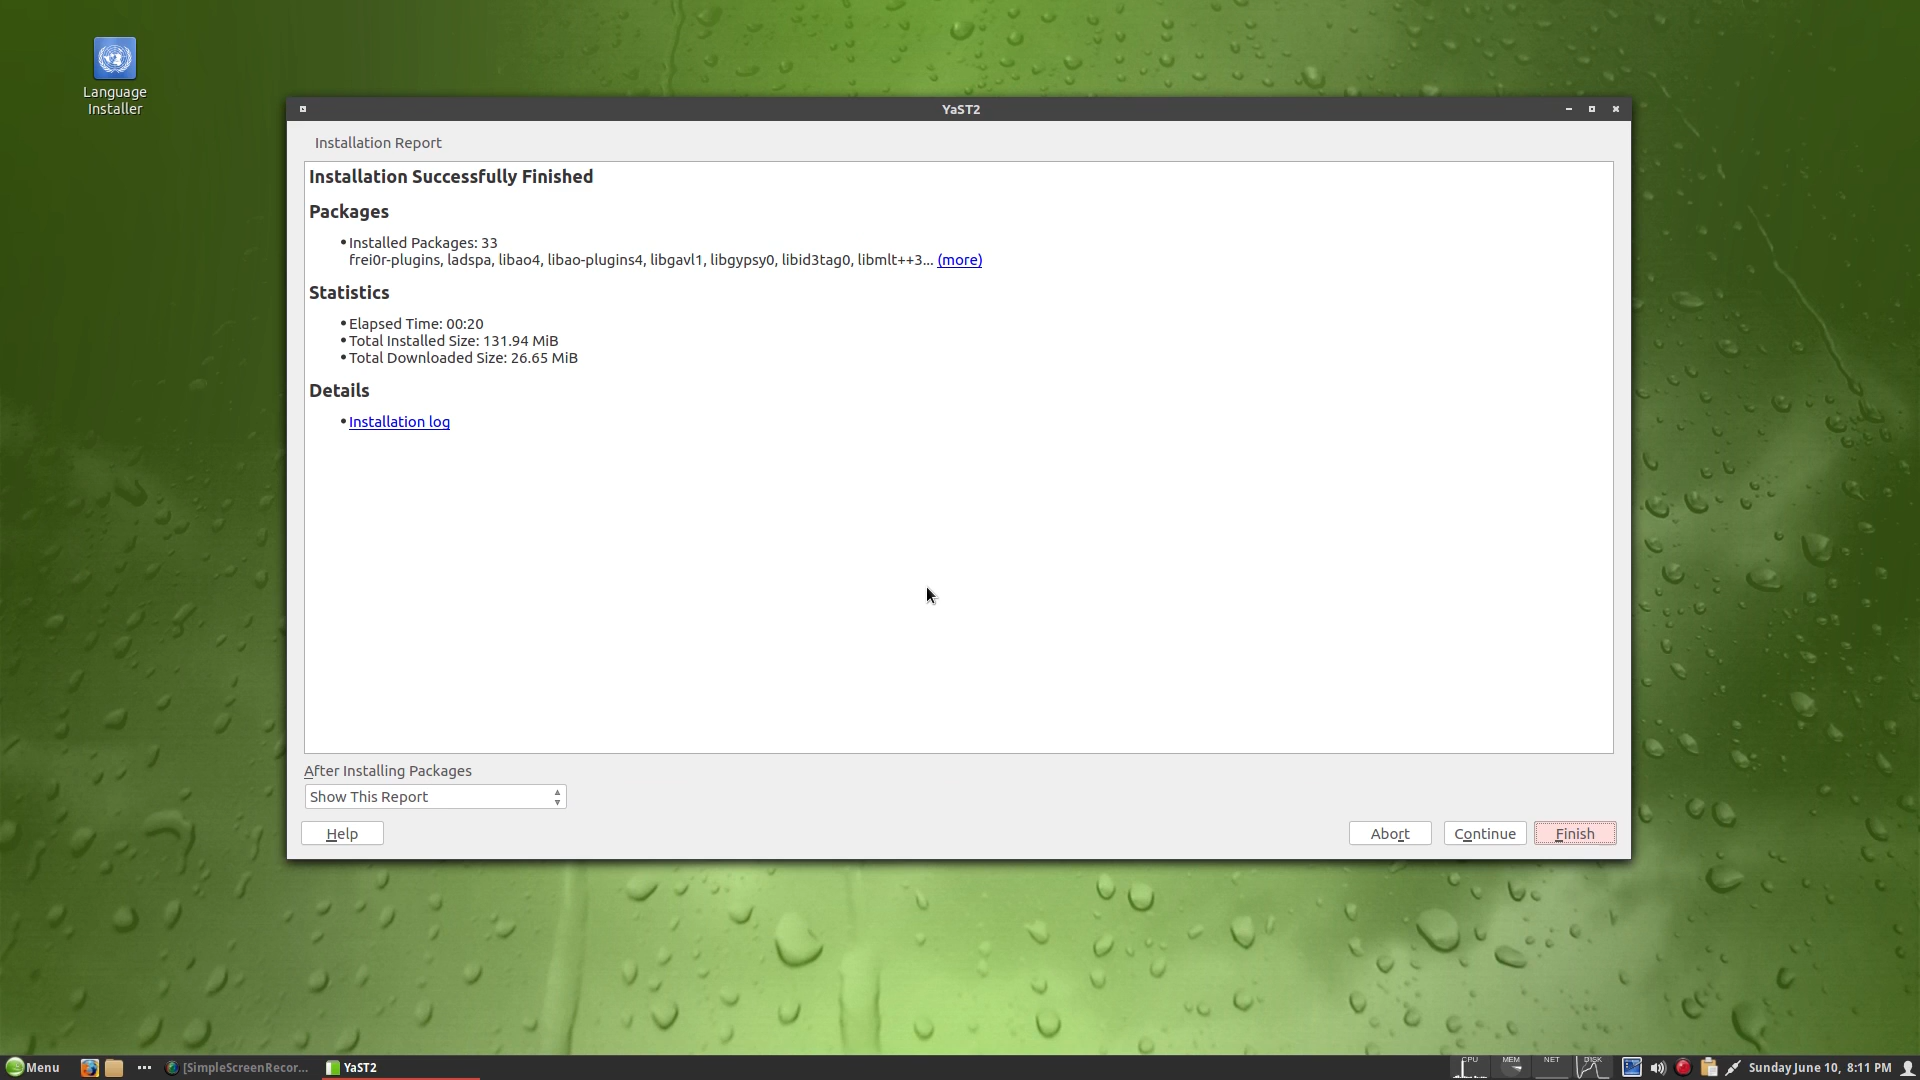 Language
Installer
YaST2
Installation Report
Installation Successfully Finished
Packages
• Installed Packages: 33
frei0r-plugins, ladspa, libao4, libao-plugins4, libgavl1, libgypsy0, libid3tag0, libmlt++3... (more)
Statistics
• Elapsed Time: 00:20
• Total Installed Size: 131.94 MiB
• Total Downloaded Size: 26.65 MiB
Details
• Installation log
After Installing Packages
Show This Report
Help
Abort
Continue
Finish
Menu
[SimpleScreenRecor...
YaST2
CPU
MEM
NET
DISK
Sunday June 10, 8:11 PM